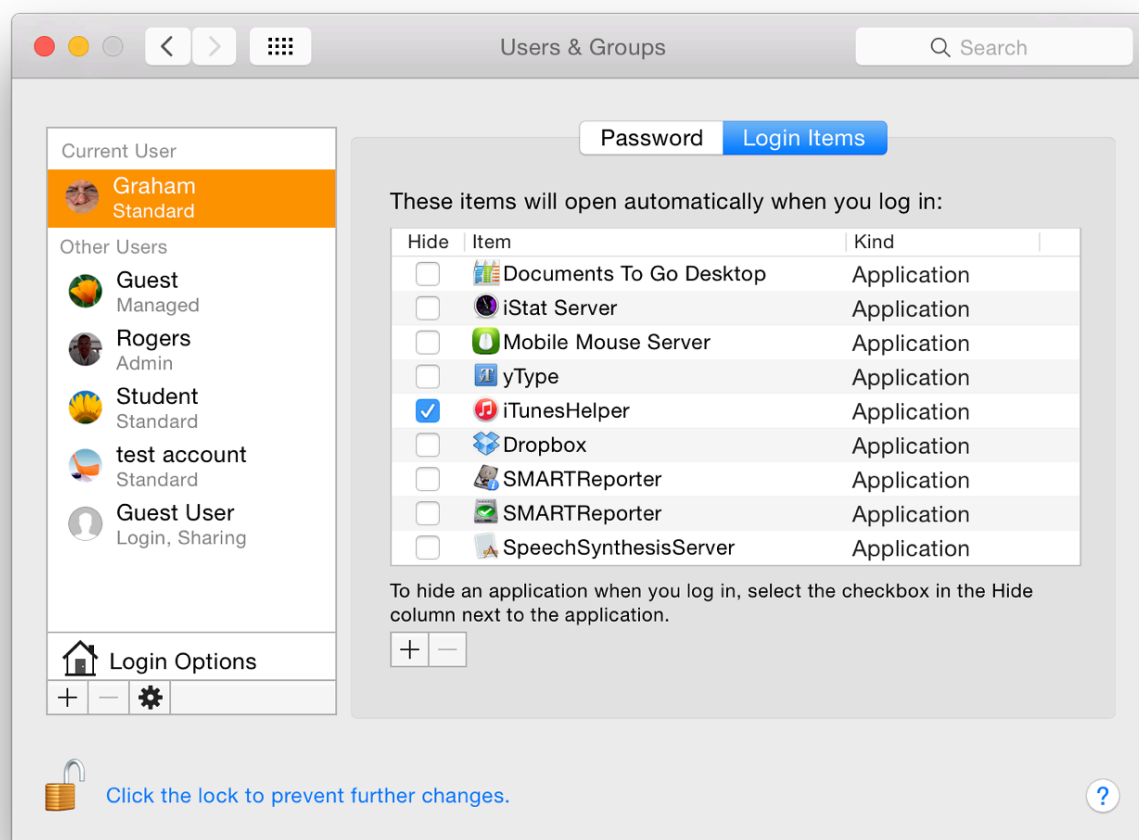 Users & Groups
Search
Current User
Graham
Standard
Other Users
Guest
Managed
Rogers
Admin
Student
Standard
test account
Standard
Guest User
Login, Sharing
Login Options
Password
Login Items
These items will open automatically when you log in:
Hide Item Kind
Documents To Go Desktop Application
iStat Server Application
Mobile Mouse Server Application
yType Application
iTunesHelper Application
Dropbox Application
SMARTReporter Application
SMARTReporter Application
SpeechSynthesisServer Application
To hide an application when you log in, select the checkbox in the Hide
column next to the application.
Click the lock to prevent further changes.
?